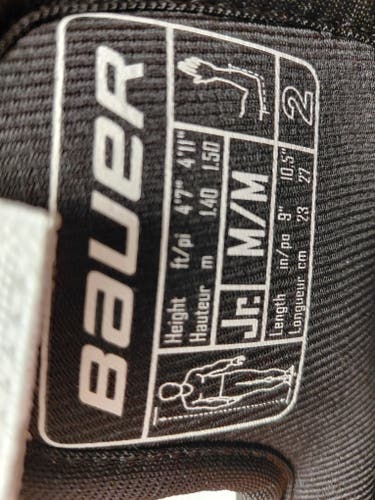 BAUER
Height ft/pi 4'7" 4'11"
Hauteur m 1.40 1.50
Jr. M/M
Length in/po 9" 10.5"
Longueur cm 23 27
2